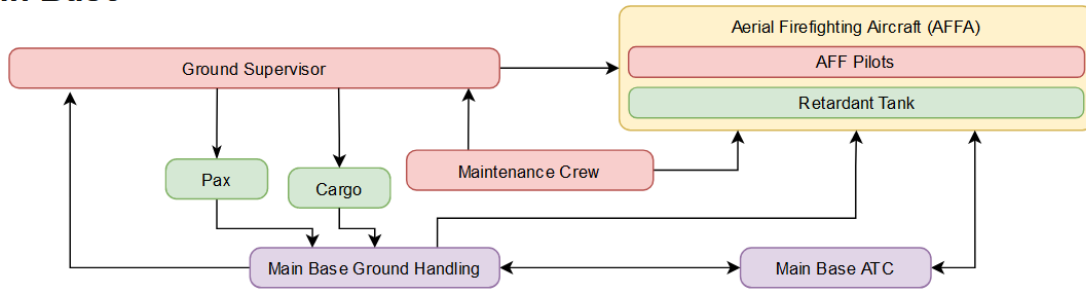 Aerial Firefighting Aircraft (AFFA)
Ground Supervisor
AFF Pilots
Retardant Tank
Maintenance Crew
Pax
Cargo
Main Base Ground Handling
Main Base ATC